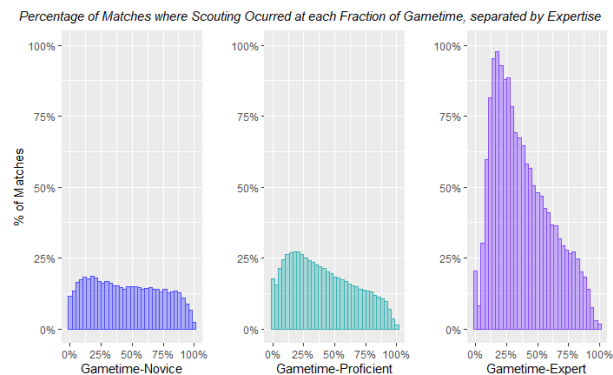 Percentage of Matches where Scouting Ocurred at each Fraction of Gametime, separated by Expertise
% of Matches
100%
75%
50%
25%
0%
0% 25% 50% 75% 100%
Gametime-Novice
100%
75%
50%
25%
0%
0% 25% 50% 75% 100%
Gametime-Proficient
100%
75%
50%
25%
0%
0% 25% 50% 75% 100%
Gametime-Expert